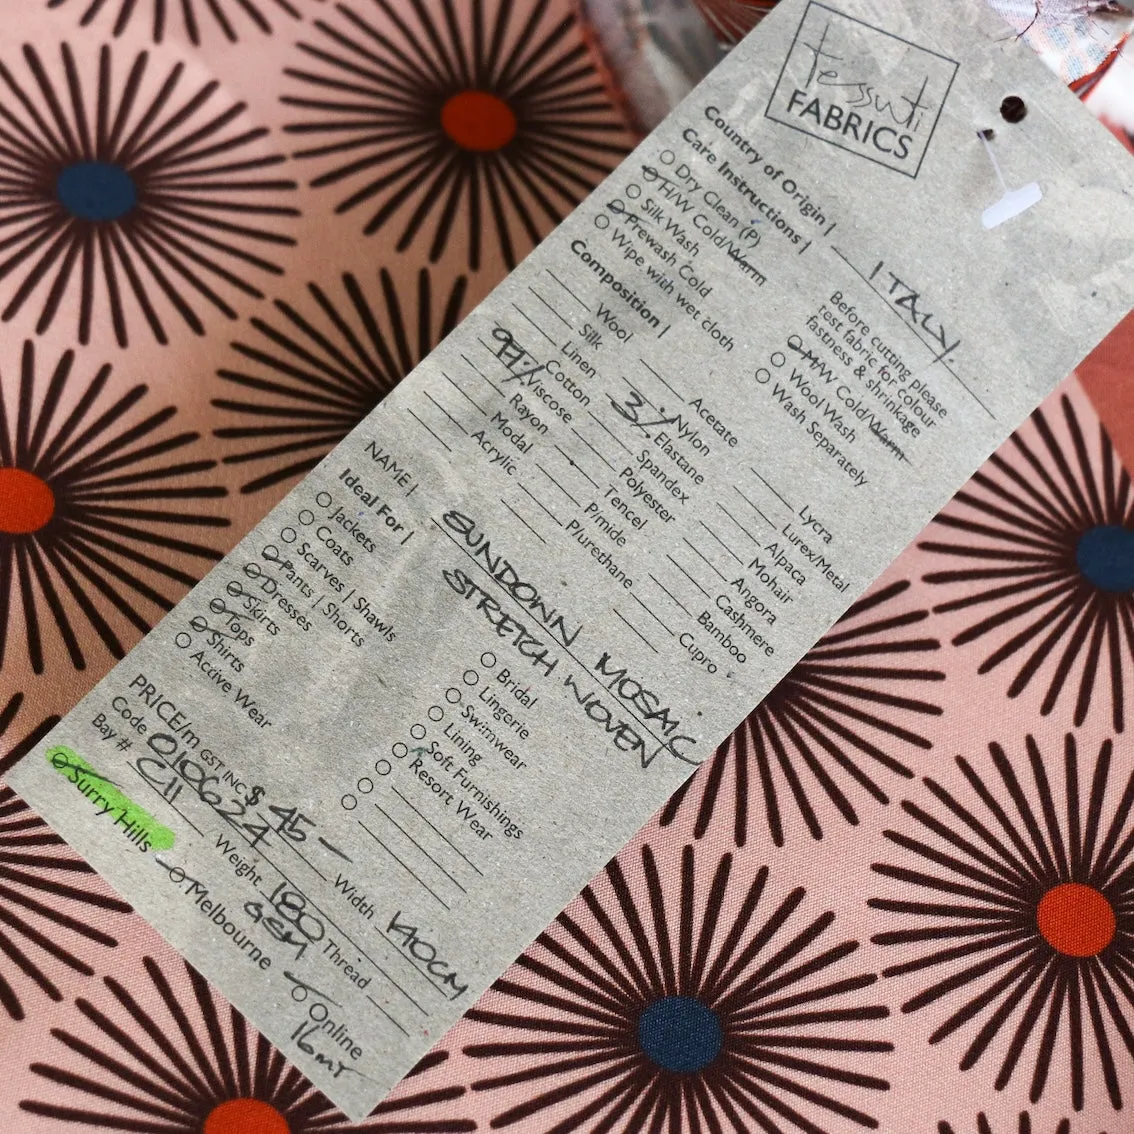 Tessuti
FABRICS
Country of Origin | ITALY.
Care Instructions |
Dry Clean (P)
H/W Cold/Warm
Silk Wash
Prewash Cold
Wipe with wet cloth
Before cutting please
test fabric for colour
fastness & shrinkage
M/W Cold/Warm
Wool Wash
Wash Separately
Composition |
Wool
Silk
Linen
97% Cotton
Viscose
Rayon
Modal
Acrylic
Acetate
Nylon
3% Elastane
Spandex
Polyester
Tencel
P/mide
P/urethane
Lycra
Lurex/Metal
Alpaca
Mohair
Angora
Cashmere
Bamboo
Cupro
NAME | SUNDOWN MOSAIC
STRETCH WOVEN
Ideal For |
Jackets
Coats
Scarves | Shawls
Pants | Shorts
Dresses
Skirts
Tops
Shirts
Active Wear
Bridal
Lingerie
Swimwear
Lining
Soft Furnishings
Resort Wear
PRICE/m GST INC $ 45 —
Code 010624
Bay # C11
Width 140CM
Weight 180 GSM
Thread
Surry Hills
Melbourne
Online
16mt